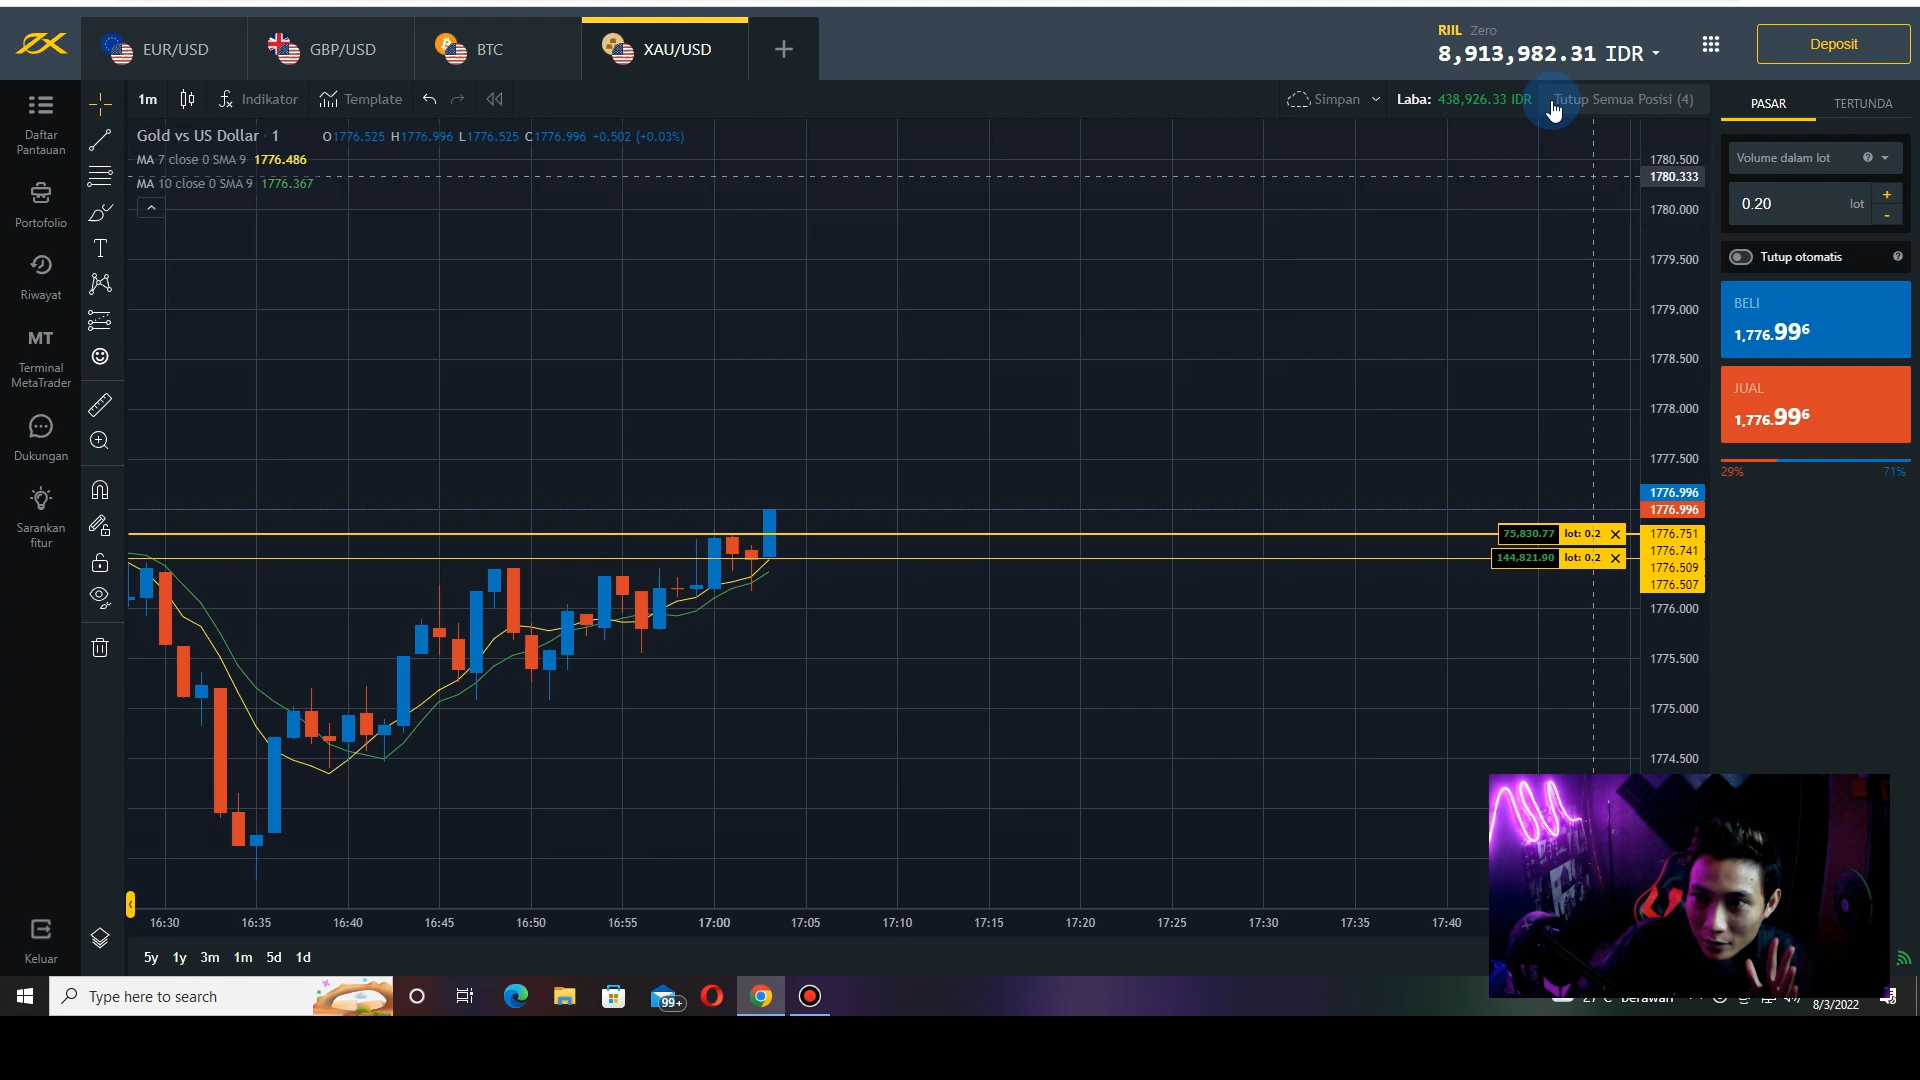 EUR/USD
GBP/USD
BTC
XAU/USD
RIIL Zero
8,913,982.31 IDR
Deposit
1m
Indikator
Template
Simpan
Laba: 438,926.33 IDR
Tutup Semua Posisi (4)
PASAR
TERTUNDA
Daftar
Pantauan
Portofolio
Riwayat
MT
Terminal
MetaTrader
Dukungan
Sarankan
fitur
Keluar
Gold vs US Dollar 1
O1776.525 H1776.996 L1776.525 C1776.996 +0.502 (+0.03%)
MA 7 close 0 SMA 9 1776.486
MA 10 close 0 SMA 9 1776.367
1780.500
1780.333
1780.000
1779.500
1779.000
1778.500
1778.000
1777.500
1776.996
1776.996
1776.751
1776.741
1776.509
1776.507
1776.000
1775.500
1775.000
1774.500
75,830.77 lot: 0.2
144,821.90 lot: 0.2
Volume dalam lot
0.20 lot
+
-
Tutup otomatis
BELI
1,776.996
JUAL
1,776.996
29%
71%
16:30 16:35 16:40 16:45 16:50 16:55 17:00 17:05 17:10 17:15 17:20 17:25 17:30 17:35 17:40
5y 1y 3m 1m 5d 1d
Type here to search
99+
27°C Berawan
8/3/2022